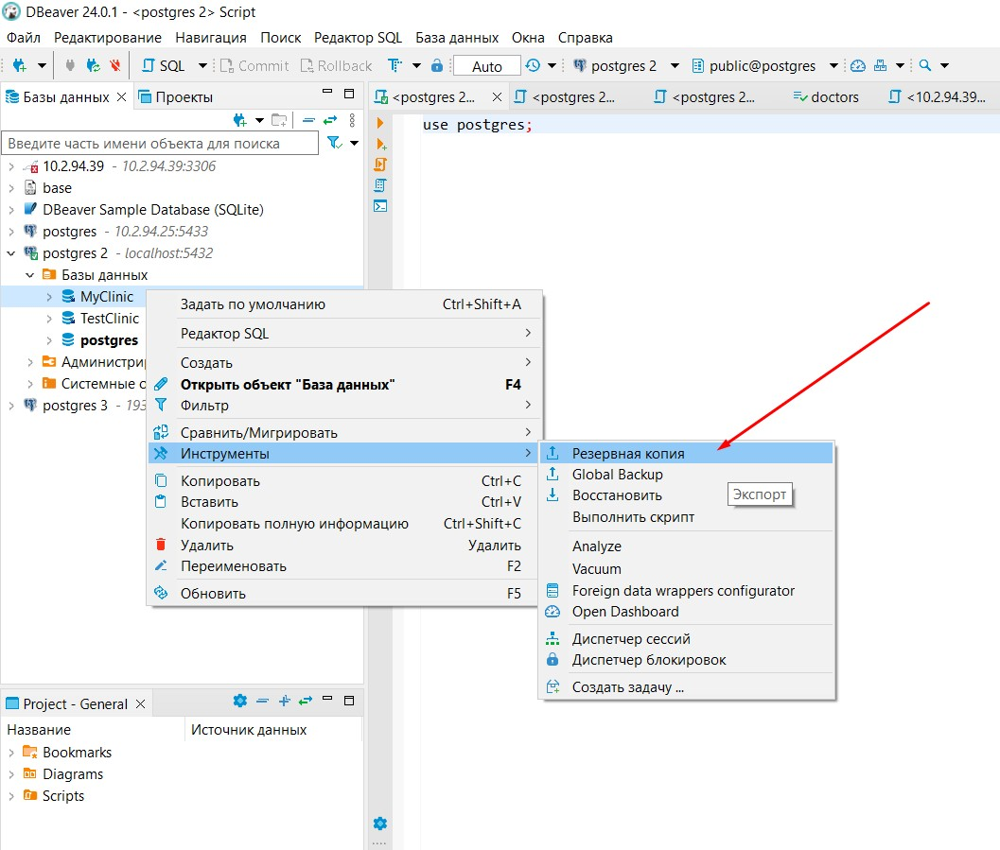 DBeaver 24.0.1 - <postgres 2> Script
Файл Редактирование Навигация Поиск Редактор SQL База данных Окна Справка
SQL Commit Rollback Auto postgres 2 public@postgres
Базы данных Проекты
<postgres 2... <postgres 2... <postgres 2... doctors <10.2.94.39...
Введите часть имени объекта для поиска
use postgres;
10.2.94.39 - 10.2.94.39:3306
base
DBeaver Sample Database (SQLite)
postgres - 10.2.94.25:5433
postgres 2 - localhost:5432
Базы данных
MyClinic
TestClinic
postgres
Администри
Системные о
postgres 3 - 193
Задать по умолчанию Ctrl+Shift+A
Редактор SQL
Создать
Открыть объект "База данных" F4
Фильтр
Сравнить/Мигрировать
Инструменты
Копировать Ctrl+C
Вставить Ctrl+V
Копировать полную информацию Ctrl+Shift+C
Удалить Удалить
Переименовать F2
Обновить F5
Резервная копия
Global Backup
Восстановить
Экспорт
Выполнить скрипт
Analyze
Vacuum
Foreign data wrappers configurator
Open Dashboard
Диспетчер сессий
Диспетчер блокировок
Создать задачу ...
Project - General
Название Источник данных
Bookmarks
Diagrams
Scripts